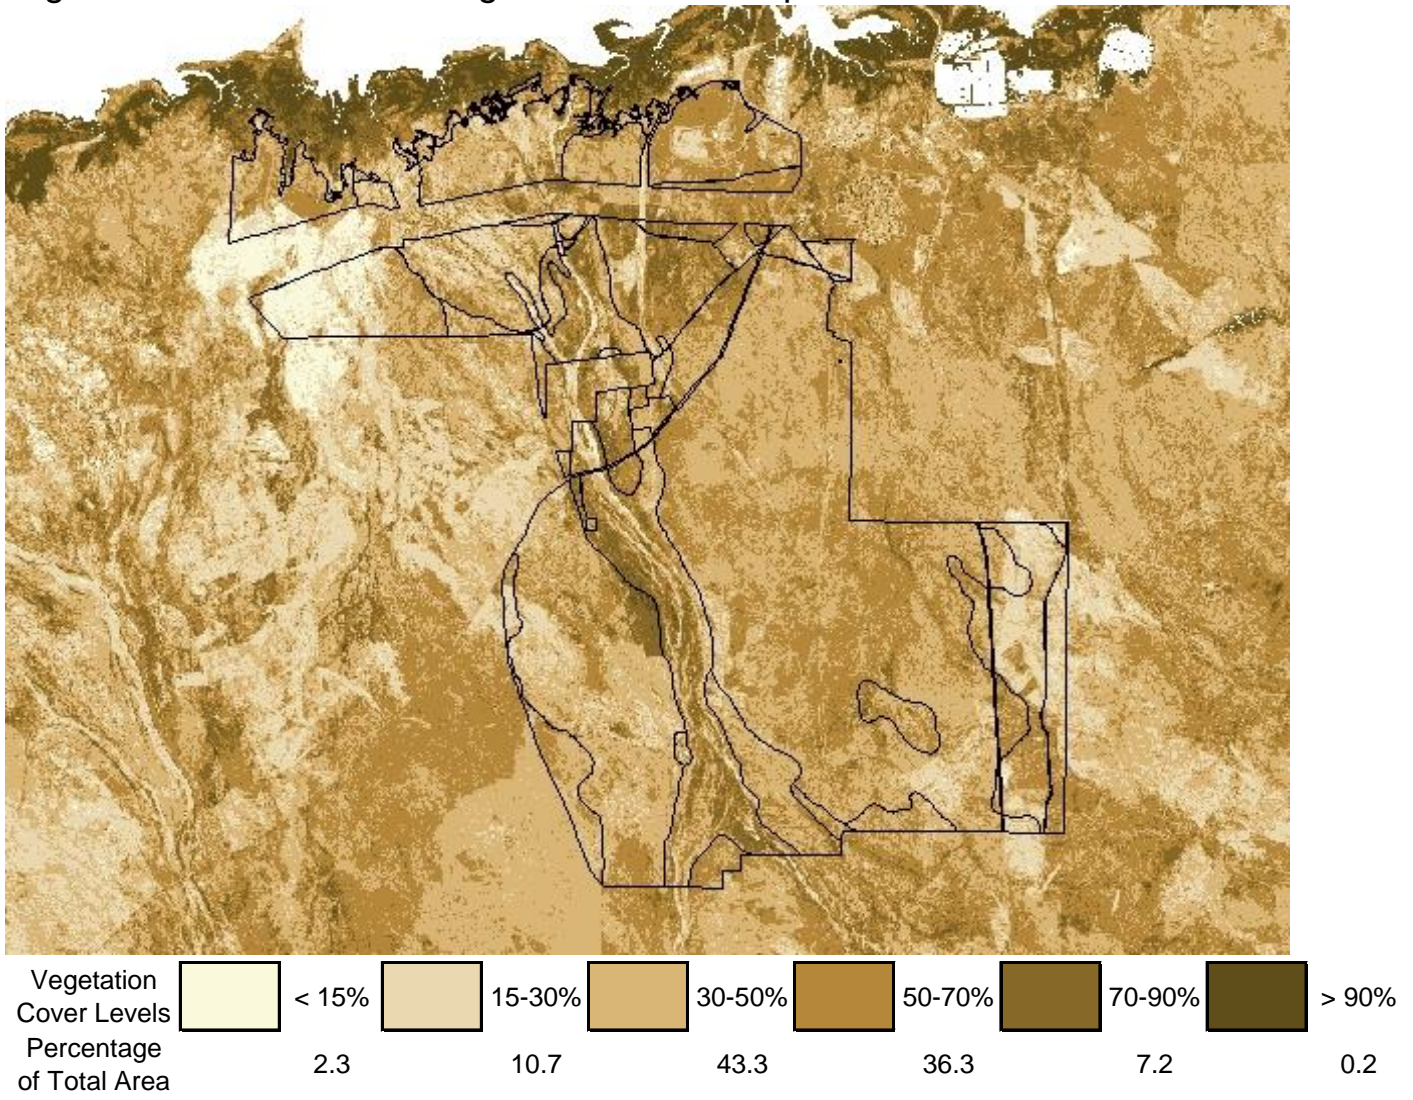 Vegetation
Cover Levels
< 15% 15-30% 30-50% 50-70% 70-90% > 90%
Percentage
of Total Area
2.3 10.7 43.3 36.3 7.2 0.2